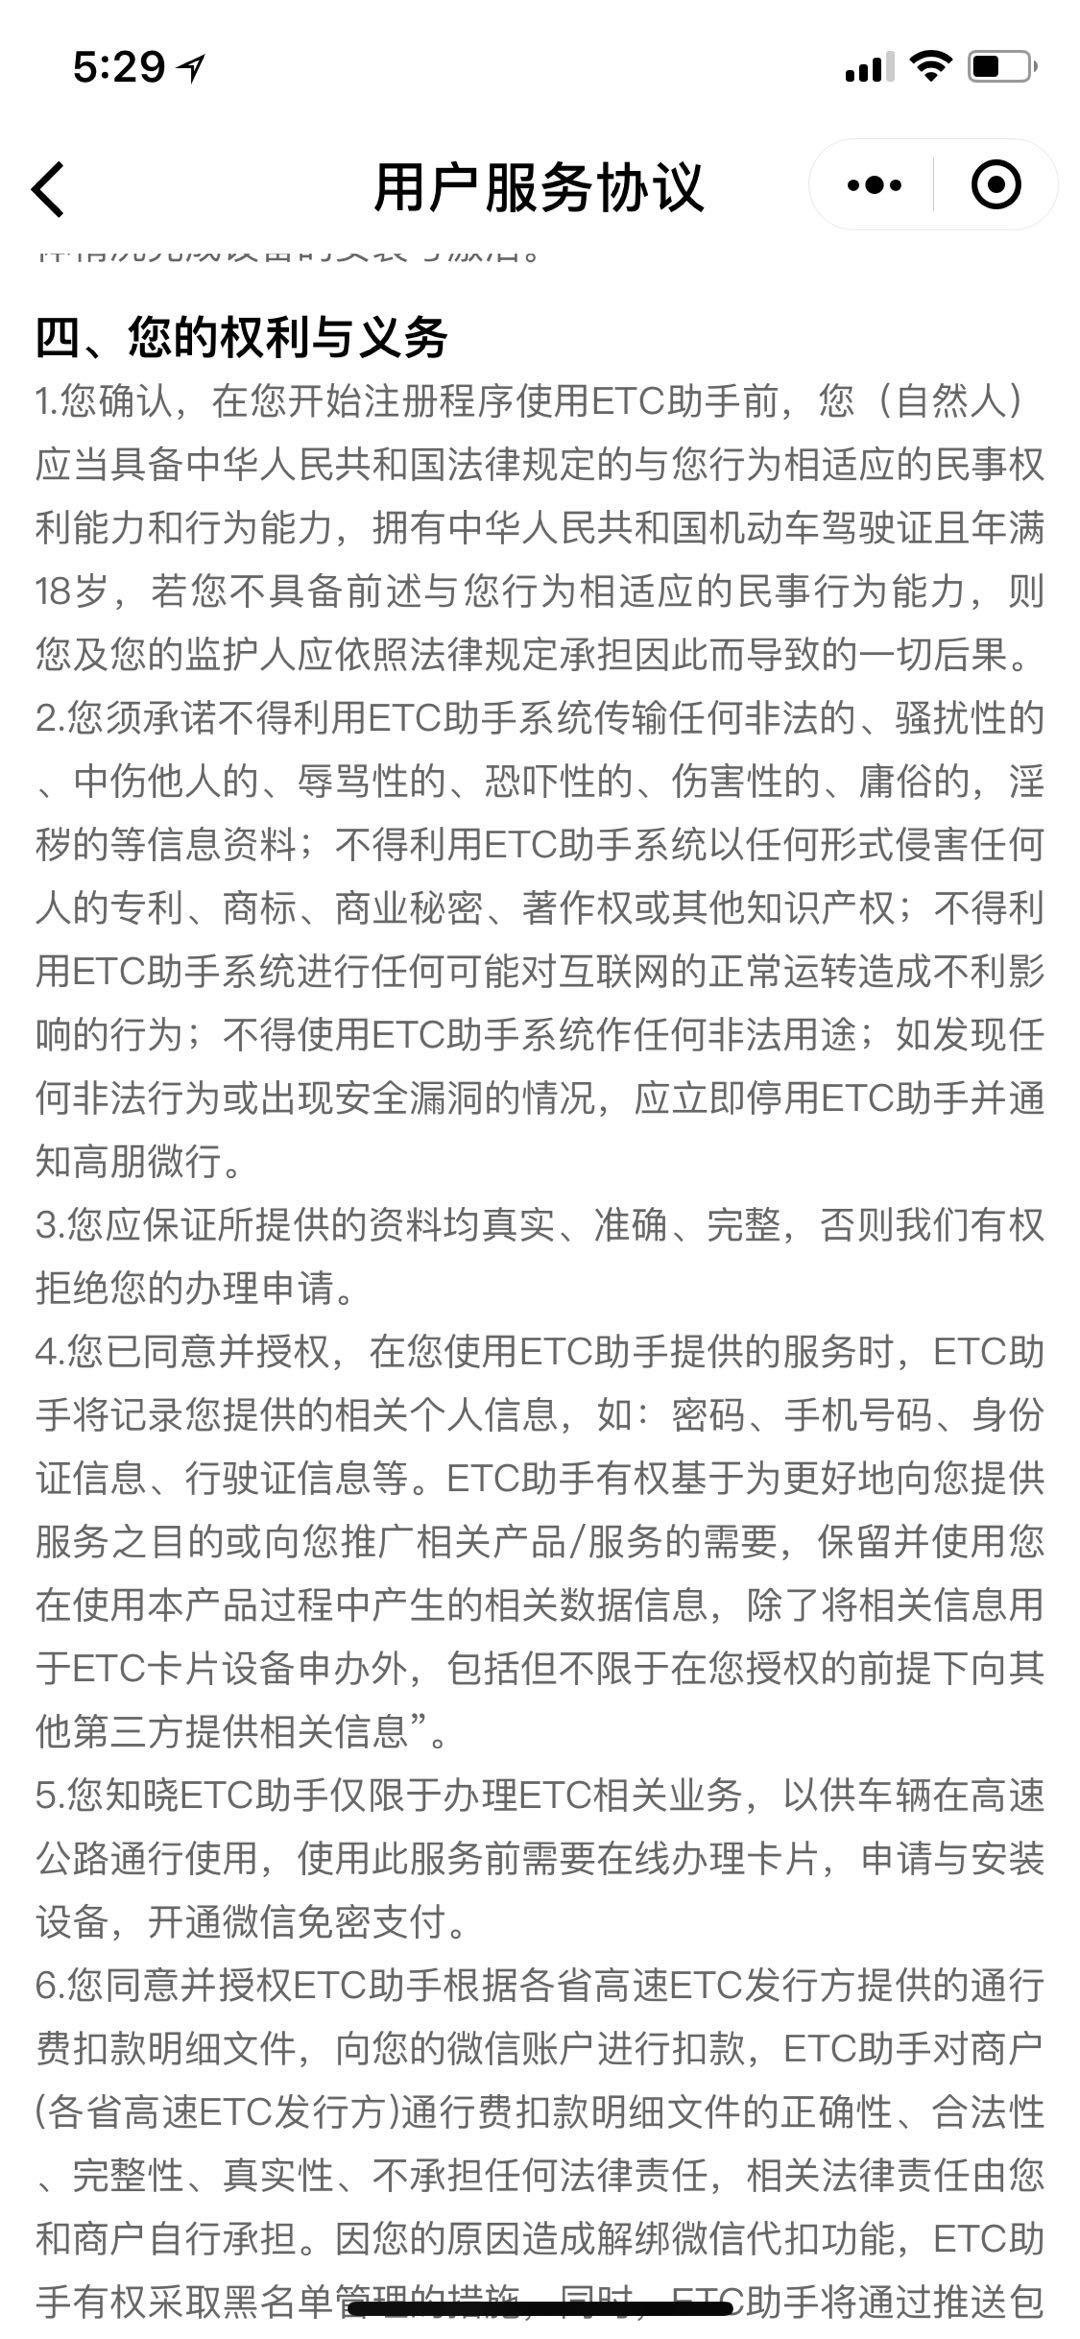 5:29
用户服务协议
体情况完成设备的安装与激活。
四、您的权利与义务
1.您确认，在您开始注册程序使用ETC助手前，您（自然人）
应当具备中华人民共和国法律规定的与您行为相适应的民事权
利能力和行为能力，拥有中华人民共和国机动车驾驶证且年满
18岁，若您不具备前述与您行为相适应的民事行为能力，则
您及您的监护人应依照法律规定承担因此而导致的一切后果。
2.您须承诺不得利用ETC助手系统传输任何非法的、骚扰性的
、中伤他人的、辱骂性的、恐吓性的、伤害性的、庸俗的，淫
秽的等信息资料；不得利用ETC助手系统以任何形式侵害任何
人的专利、商标、商业秘密、著作权或其他知识产权；不得利
用ETC助手系统进行任何可能对互联网的正常运转造成不利影
响的行为；不得使用ETC助手系统作任何非法用途；如发现任
何非法行为或出现安全漏洞的情况，应立即停用ETC助手并通
知高朋微行。
3.您应保证所提供的资料均真实、准确、完整，否则我们有权
拒绝您的办理申请。
4.您已同意并授权，在您使用ETC助手提供的服务时，ETC助
手将记录您提供的相关个人信息，如：密码、手机号码、身份
证信息、行驶证信息等。ETC助手有权基于为更好地向您提供
服务之目的或向您推广相关产品/服务的需要，保留并使用您
在使用本产品过程中产生的相关数据信息，除了将相关信息用
于ETC卡片设备申办外，包括但不限于在您授权的前提下向其
他第三方提供相关信息”。
5.您知晓ETC助手仅限于办理ETC相关业务，以供车辆在高速
公路通行使用，使用此服务前需要在线办理卡片，申请与安装
设备，开通微信免密支付。
6.您同意并授权ETC助手根据各省高速ETC发行方提供的通行
费扣款明细文件，向您的微信账户进行扣款，ETC助手对商户
(各省高速ETC发行方)通行费扣款明细文件的正确性、合法性
、完整性、真实性、不承担任何法律责任，相关法律责任由您
和商户自行承担。因您的原因造成解绑微信代扣功能，ETC助
手有权采取黑名单管理的措施，同时，ETC助手将通过推送包